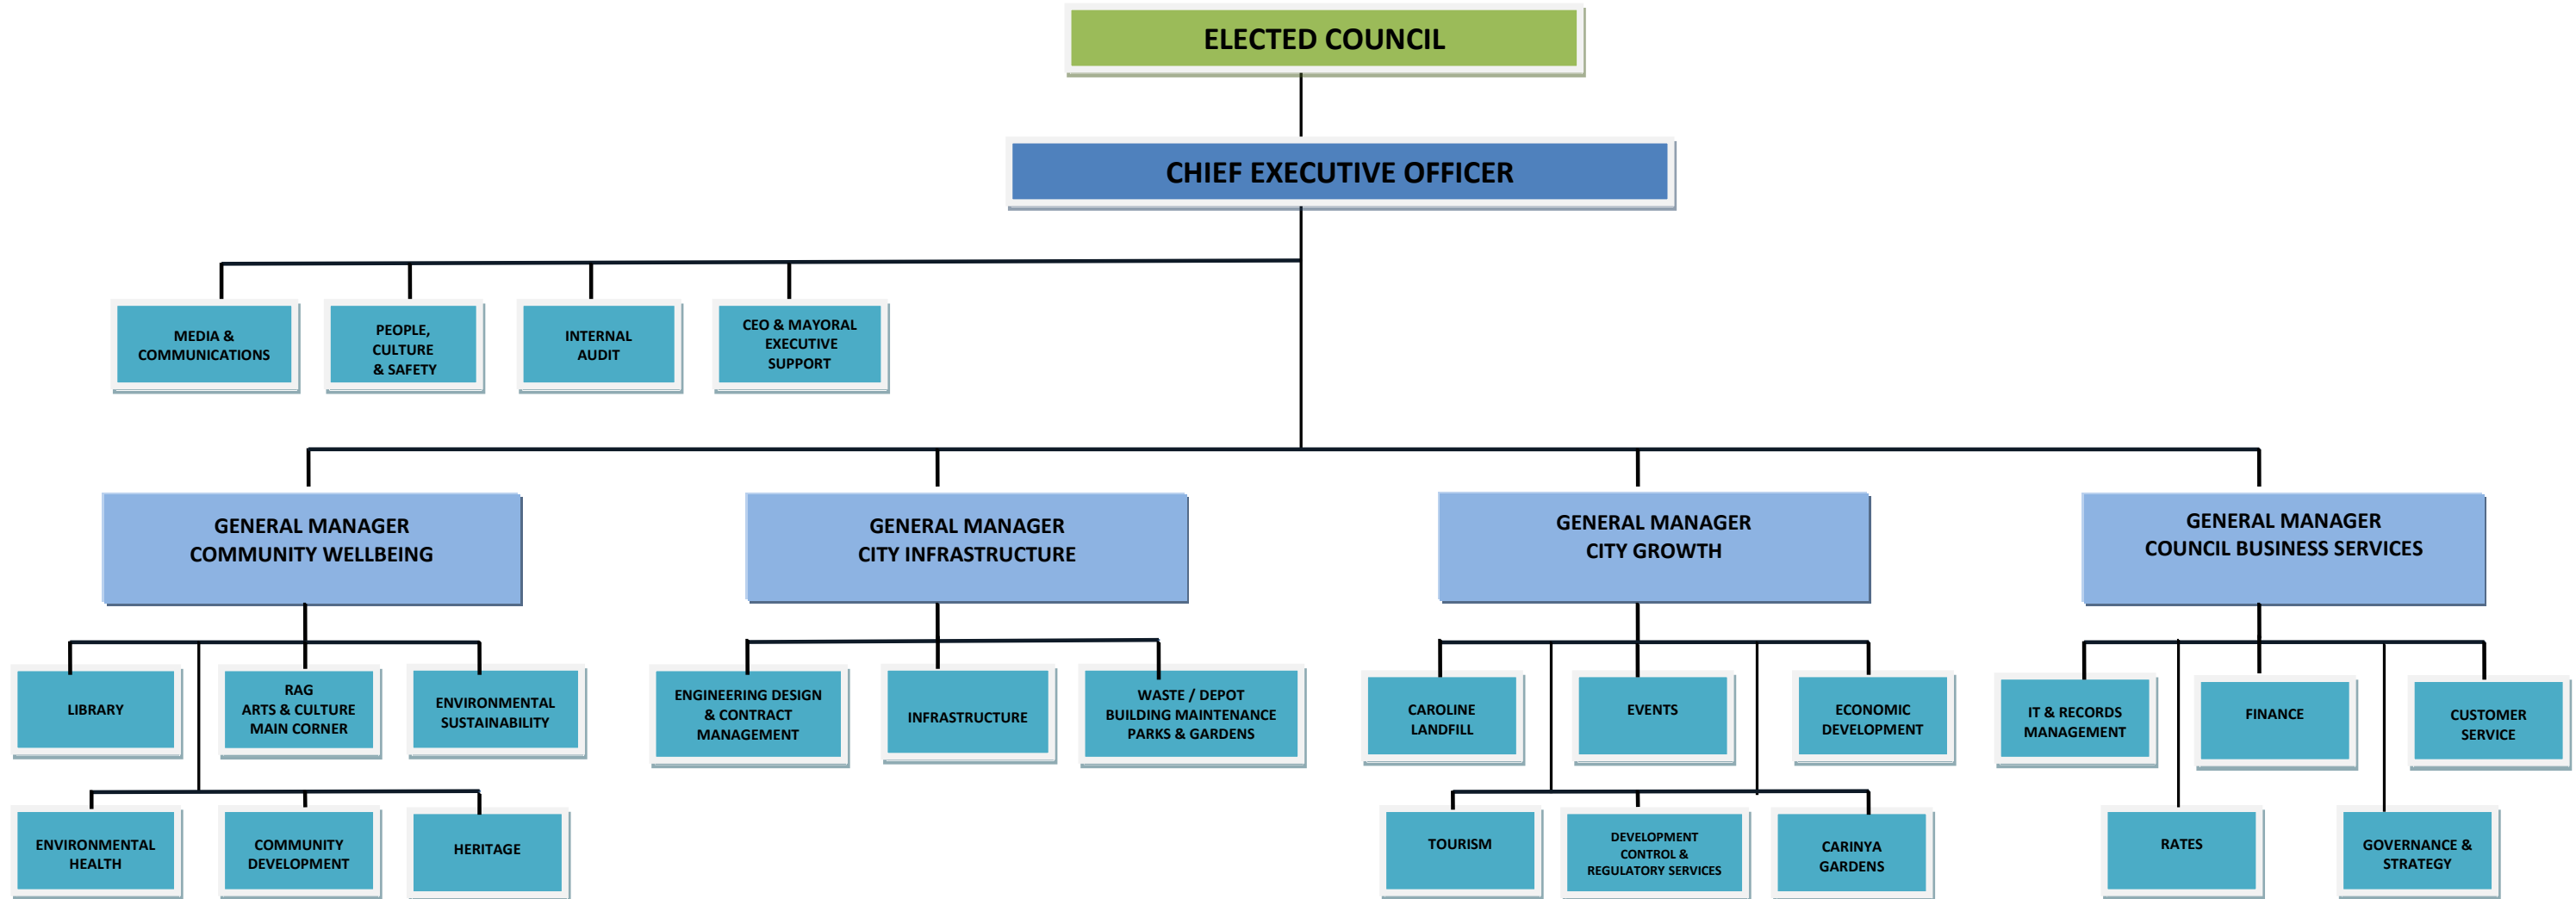 ELECTED COUNCIL
CHIEF EXECUTIVE OFFICER
MEDIA &
COMMUNICATIONS
PEOPLE,
CULTURE
& SAFETY
INTERNAL
AUDIT
CEO & MAYORAL
EXECUTIVE
SUPPORT
GENERAL MANAGER
COMMUNITY WELLBEING
GENERAL MANAGER
CITY INFRASTRUCTURE
GENERAL MANAGER
CITY GROWTH
GENERAL MANAGER
COUNCIL BUSINESS SERVICES
LIBRARY
RAG
ARTS & CULTURE
MAIN CORNER
ENVIRONMENTAL
SUSTAINABILITY
ENGINEERING DESIGN
& CONTRACT
MANAGEMENT
INFRASTRUCTURE
WASTE / DEPOT
BUILDING MAINTENANCE
PARKS & GARDENS
CAROLINE
LANDFILL
EVENTS
ECONOMIC
DEVELOPMENT
IT & RECORDS
MANAGEMENT
FINANCE
CUSTOMER
SERVICE
ENVIRONMENTAL
HEALTH
COMMUNITY
DEVELOPMENT
HERITAGE
TOURISM
DEVELOPMENT
CONTROL &
REGULATORY SERVICES
CARINYA
GARDENS
RATES
GOVERNANCE &
STRATEGY